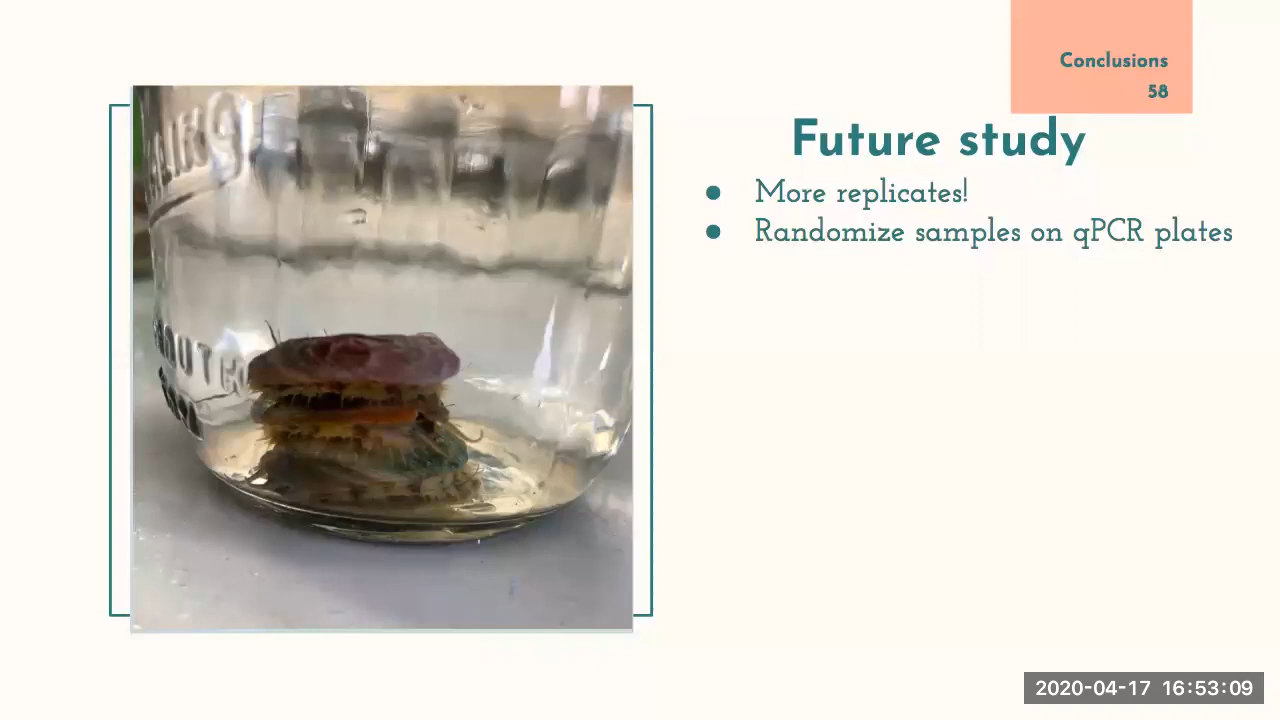 Conclusions
58
Future study
● More replicates!
● Randomize samples on qPCR plates
2020-04-17 16:53:09